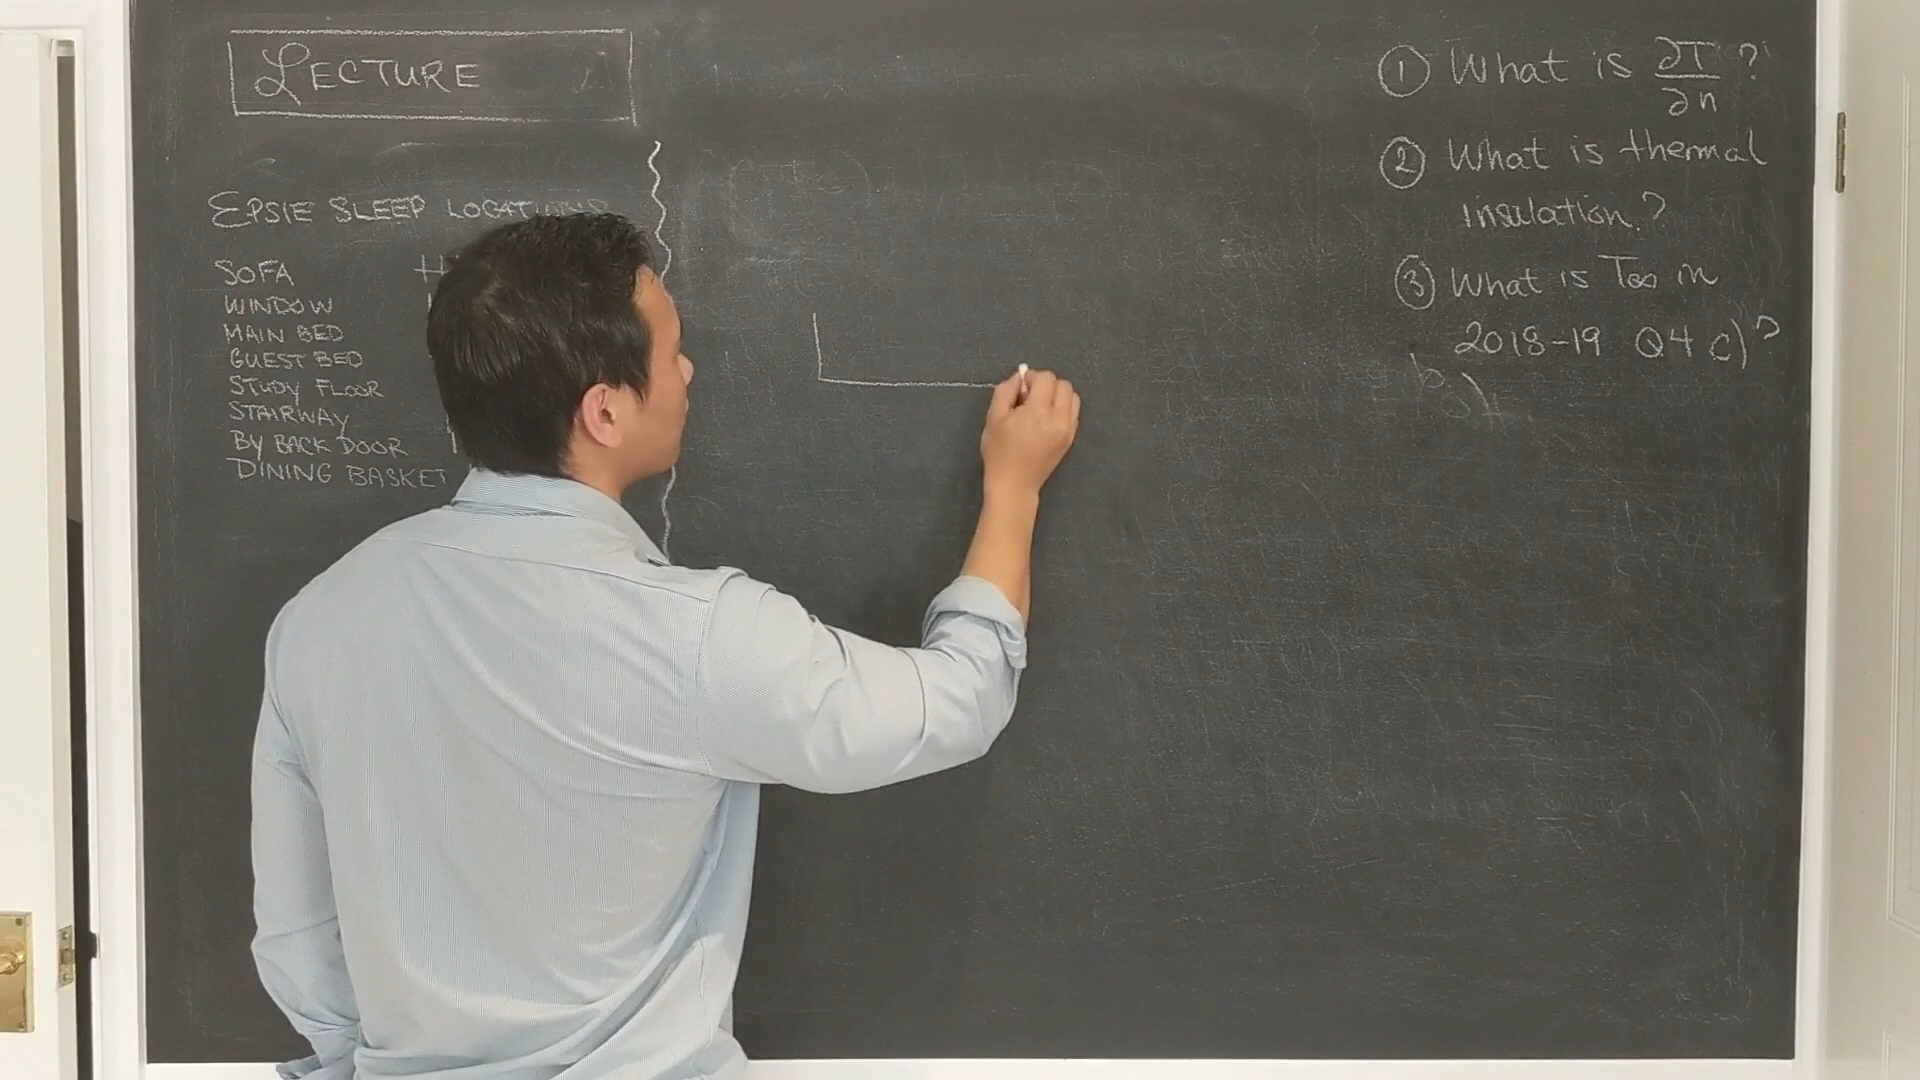 LECTURE
EPSIE SLEEP LOCATIONS
SOFA
WINDOW
MAIN BED
GUEST BED
STUDY FLOOR
STAIRWAY
BY BACK DOOR
DINING BASKET
① What is ∂T/∂n ?
② What is thermal
insulation?
③ What is T∞ in
2018-19 Q4 c)?